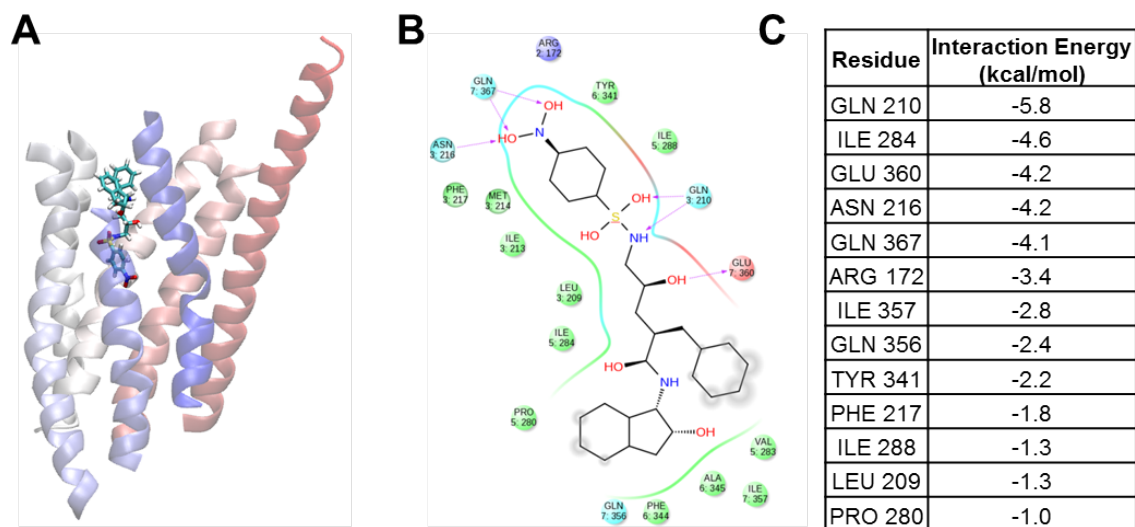 A
B
C
ARG
2: 172
GLN
7: 367
TYR
6: 341
OH
HO
N
ASN
3: 216
ILE
5: 288
PHE
3: 217
MET
3: 214
OH
GLN
3: 210
S
HO
NH
ILE
3: 213
GLU
7: 360
OH
LEU
3: 209
ILE
5: 284
HO
NH
PRO
5: 280
OH
VAL
5: 283
ALA
6: 345
ILE
7: 357
GLN
7: 356
PHE
6: 344
Residue Interaction Energy
(kcal/mol)
GLN 210 -5.8
ILE 284 -4.6
GLU 360 -4.2
ASN 216 -4.2
GLN 367 -4.1
ARG 172 -3.4
ILE 357 -2.8
GLN 356 -2.4
TYR 341 -2.2
PHE 217 -1.8
ILE 288 -1.3
LEU 209 -1.3
PRO 280 -1.0